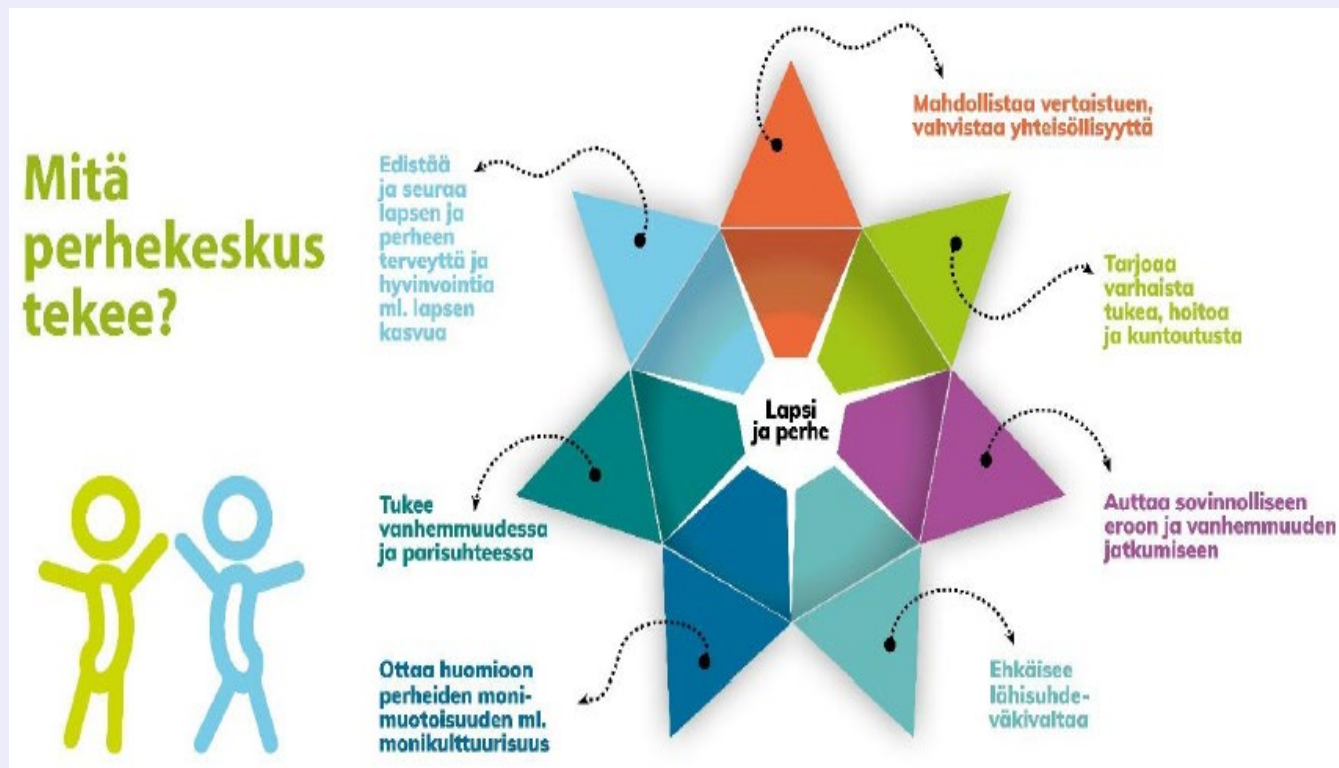 Mitä
perhekeskus
tekee?
Mahdollistaa vertaistuen,
vahvistaa yhteisöllisyyttä
Edistää
ja seuraa
lapsen ja
perheen
terveyttä ja
hyvinvointia
ml. lapsen
kasvua
Tarjoaa
varhaista
tukea, hoitoa
ja kuntoutusta
Lapsi
ja perhe
Tukee
vanhemmuudessa
ja parisuhteessa
Auttaa sovinnolliseen
eroon ja vanhemmuuden
jatkumiseen
Ottaa huomioon
perheiden moni-
muotoisuuden ml.
monikulttuurisuus
Ehkäisee
lähisuhde-
väkivaltaa